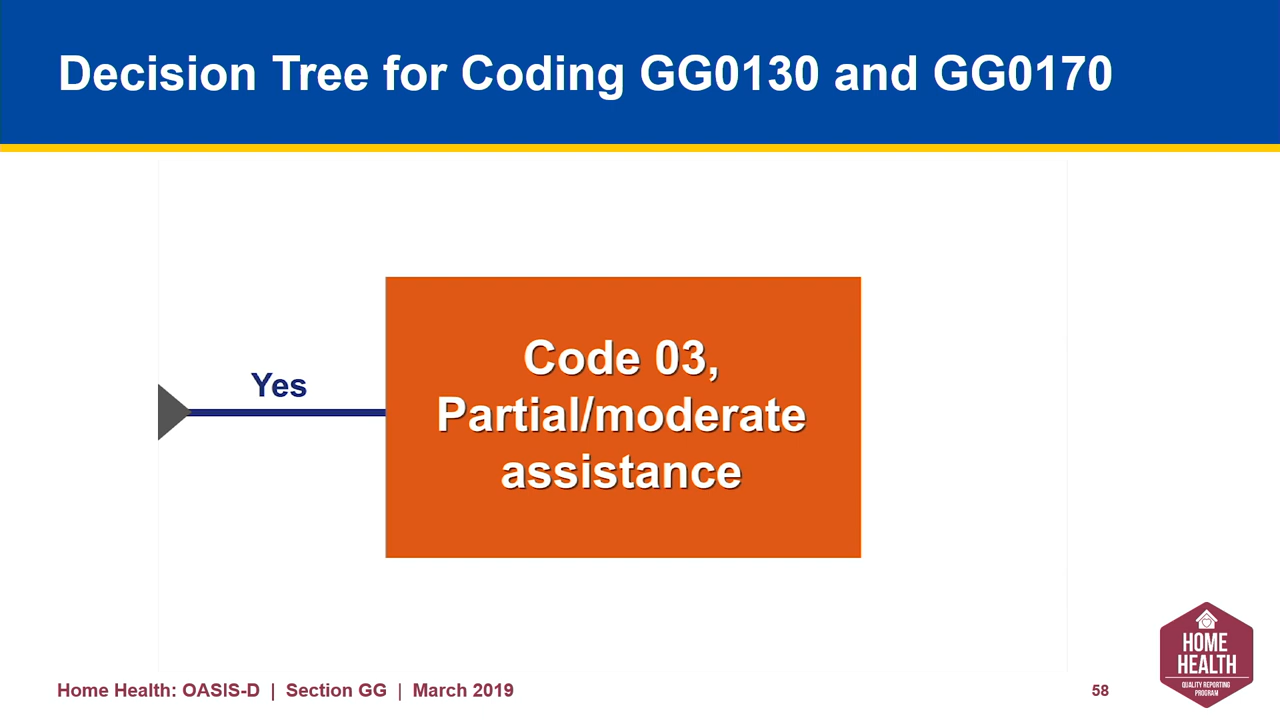 Decision Tree for Coding GG0130 and GG0170
Yes
Code 03,
Partial/moderate
assistance
Home Health: OASIS-D | Section GG | March 2019
58
HOME
HEALTH
QUALITY REPORTING
PROGRAM